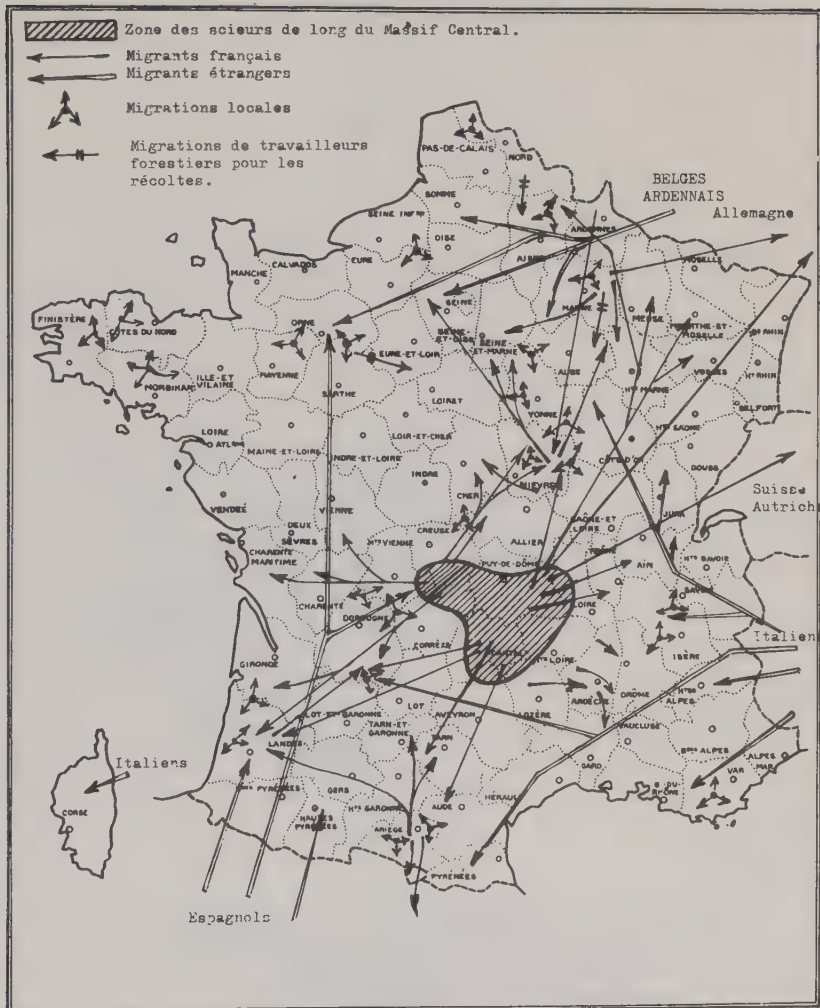 Zone des scieurs de long du Massif Central.
Migrants français
Migrants étrangers
Migrations locales
Migrations de travailleurs
forestiers pour les
récoltes.
PAS-DE-CALAIS
NORD
SOMME
BELGES
ARDENNAIS
SEINE INFRE
ARDENNES
Allemagne
OISE
AISNE
MOSELLE
MANCHE
CALVADOS
EURE
SEINE
MARNE
MEUSE
MEURTHE-ET
MOSELLE
BS RHIN
FINISTÈRE
CÔTES DU NORD
ORNE
SEINE
ET-OISE
SEINE
ET-MARNE
EURE-ET-LOIR
AUBE
HTE MARNE
VOSGES
HT RHIN
MORBIHAN
ILLE-ET
VILAINE
MAYENNE
SARTHE
LOIRET
YONNE
BELFORT
LOIRE
ATLQUE
MAINE-ET-LOIRE
INDRE-ET-LOIRE
LOIR-ET-CHER
CÔTE D'OR
HTE SAÔNE
DOUBS
INDRE
CHER
NIÈVRE
Suisse
Autrich
VENDÉE
VIENNE
JURA
DEUX
SÈVRES
HTE VIENNE
CREUSE
ALLIER
SAÔNE-ET
LOIRE
CHARENTE
MARITIME
PUY-DE-DÔME
RHÔNE
AIN
HTE SAVOIE
SAVOIE
CHARENTE
LOIRE
DORDOGNE
CORRÈZE
CANTAL
HTE LOIRE
ISÈRE
Italiens
GIRONDE
LOT
ARDÈCHE
DRÔME
HTES
ALPES
LOT-ET-GARONNE
AVEYRON
LOZÈRE
TARN-ET
GARONNE
VAUCLUSE
LANDES
TARN
GARD
BSES ALPES
ALPES
MAR.
Italiens
GERS
HTE GARONNE
HÉRAULT
B-DU
RHÔNE
VAR
CORSE
BSES PYRÉNÉES
HAUTES
PYRÉNÉES
AUDE
ARIÈGE
PYRÉNÉES
Espagnols